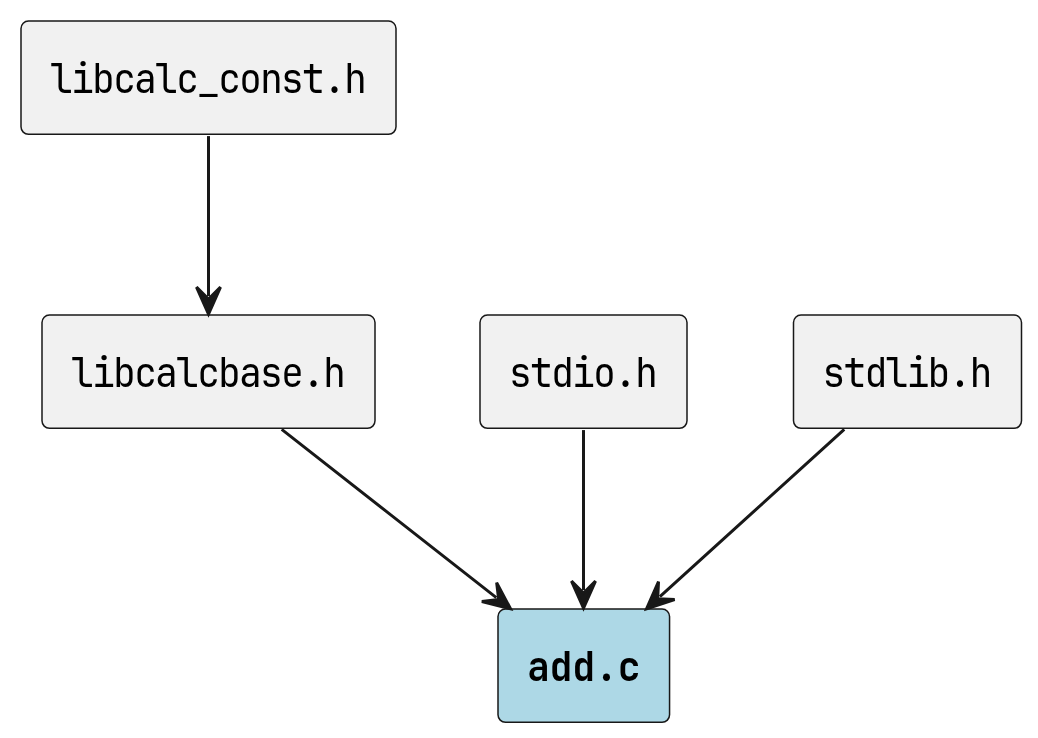 libcalc_const.h
libcalcbase.h
stdio.h
stdlib.h
add.c